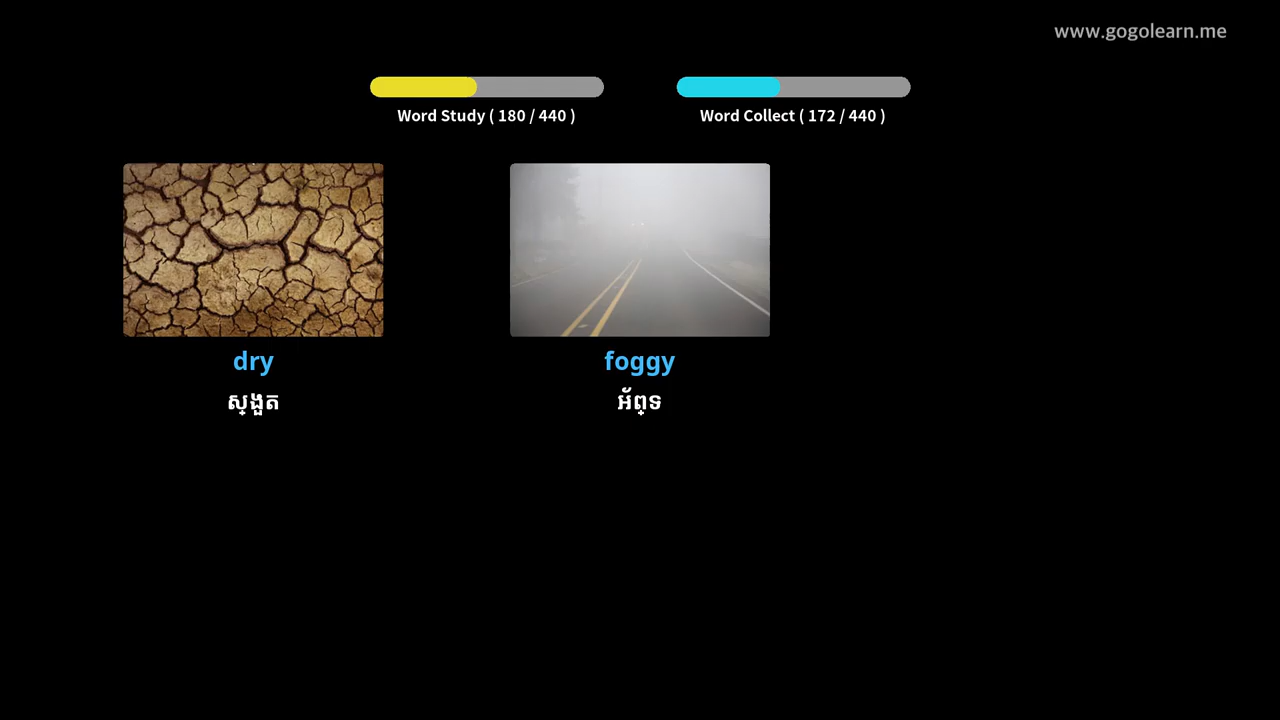 www.gogolearn.me
Word Study ( 180 / 440 )
Word Collect ( 172 / 440 )
dry
foggy
ស្ងួត
អ័ព្ទ